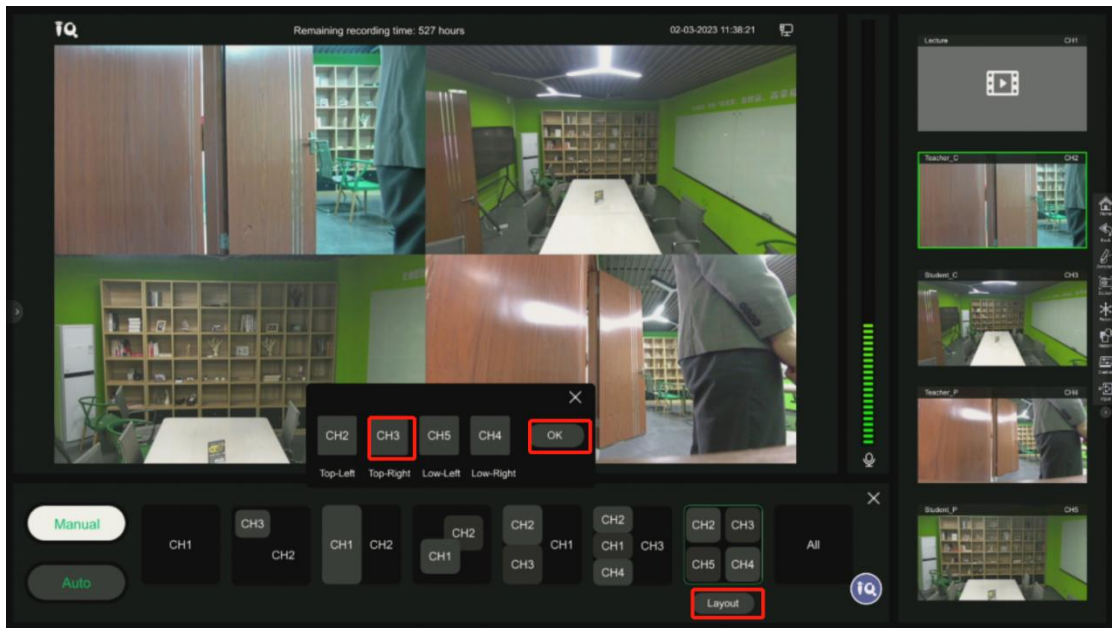 IQ Remaining recording time: 527 hours 02-03-2023 11:38:21
Lecture CH1
Teacher_C CH2
Student_C CH3
Teacher_P CH4
Student_P CH5
CH2 CH3 CH5 CH4 OK
Top-Left Top-Right Low-Left Low-Right
Manual
Auto
CH1
CH3
CH2
CH1 CH2
CH2
CH1
CH2
CH3
CH1
CH2
CH1
CH4
CH3
CH2 CH3
CH5 CH4
All
Layout
IQ
Home